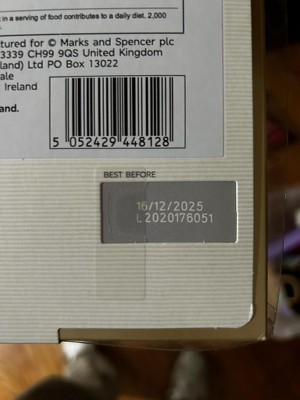 t in a serving of food contributes to a daily diet. 2,000
tured for © Marks and Spencer plc
3339 CH99 9QS United Kingdom
land) Ltd PO Box 13022
ale
Ireland
and.
5 052429 448128
BEST BEFORE
16/12/2025
L2020176051